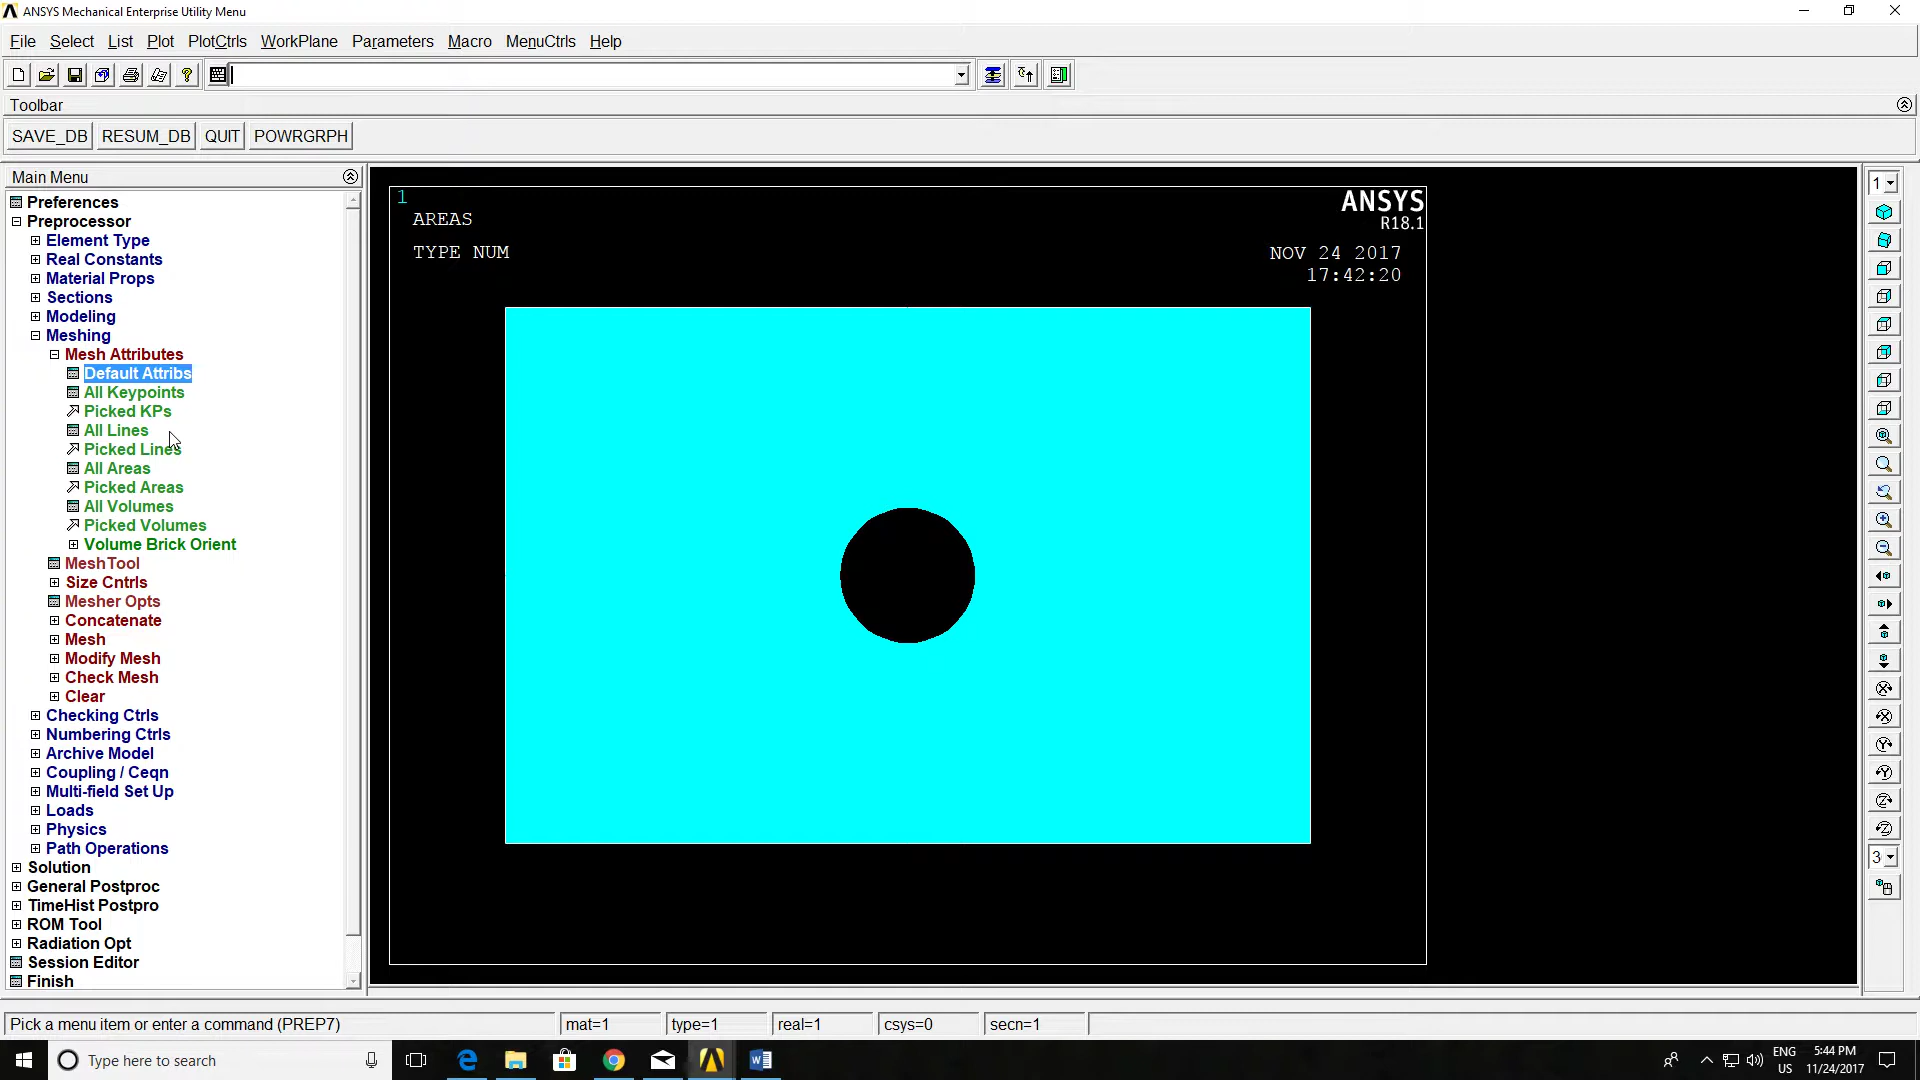 ANSYS Mechanical Enterprise Utility Menu
File Select List Plot PlotCtrls WorkPlane Parameters Macro MenuCtrls Help
Toolbar
SAVE_DB RESUM_DB QUIT POWRGRPH
Main Menu
Preferences
Preprocessor
Element Type
Real Constants
Material Props
Sections
Modeling
Meshing
Mesh Attributes
Default Attribs
All Keypoints
Picked KPs
All Lines
Picked Lines
All Areas
Picked Areas
All Volumes
Picked Volumes
Volume Brick Orient
MeshTool
Size Cntrls
Mesher Opts
Concatenate
Mesh
Modify Mesh
Check Mesh
Clear
Checking Ctrls
Numbering Ctrls
Archive Model
Coupling / Ceqn
Multi-field Set Up
Loads
Physics
Path Operations
Solution
General Postproc
TimeHist Postpro
ROM Tool
Radiation Opt
Session Editor
Finish
1
AREAS
TYPE NUM
ANSYS
R18.1
NOV 24 2017
17:42:20
1
3
Pick a menu item or enter a command (PREP7) mat=1 type=1 real=1 csys=0 secn=1
Type here to search
ENG
US
5:44 PM
11/24/2017